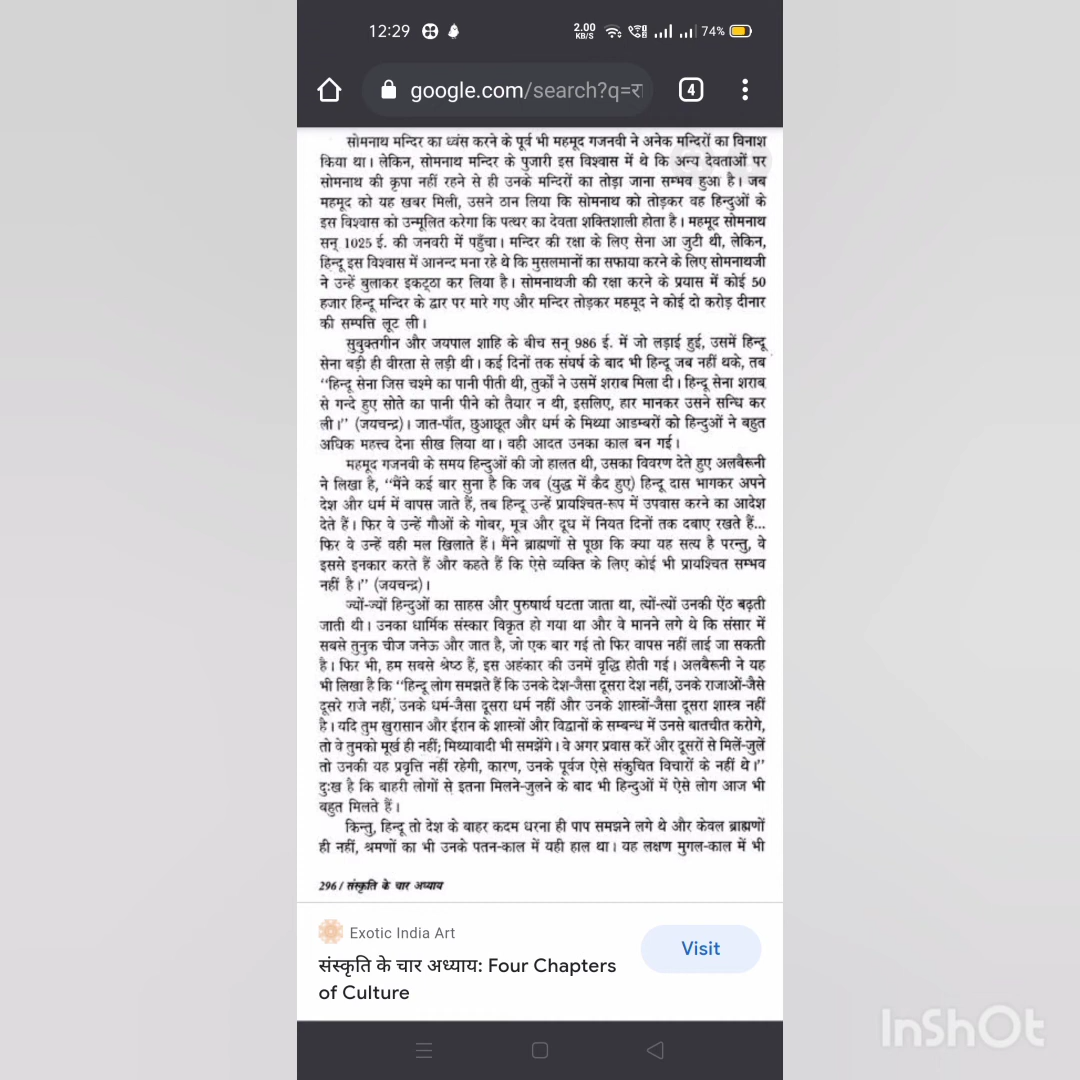 12:29
2.00
KB/S
74%
google.com/search?q=र
4
सोमनाथ मन्दिर का ध्वंस करने के पूर्व भी महमूद गजनवी ने अनेक मन्दिरों का विनाश
किया था। लेकिन, सोमनाथ मन्दिर के पुजारी इस विश्वास में थे कि अन्य देवताओं पर
सोमनाथ की कृपा नहीं रहने से ही उनके मन्दिरों का तोड़ा जाना सम्भव हुआ है। जब
महमूद को यह खबर मिली, उसने ठान लिया कि सोमनाथ को तोड़कर वह हिन्दुओं के
इस विश्वास को उन्मूलित करेगा कि पत्थर का देवता शक्तिशाली होता है। महमूद सोमनाथ
सन् 1025 ई. की जनवरी में पहुँचा। मन्दिर की रक्षा के लिए सेना आ जुटी थी, लेकिन,
हिन्दू इस विश्वास में आनन्द मना रहे थे कि मुसलमानों का सफाया करने के लिए सोमनाथजी
ने उन्हें बुलाकर इकट्ठा कर लिया है। सोमनाथजी की रक्षा करने के प्रयास में कोई 50
हजार हिन्दू मन्दिर के द्वार पर मारे गए और मन्दिर तोड़कर महमूद ने कोई दो करोड़ दीनार
की सम्पत्ति लूट ली।
सुबुक्तगीन और जयपाल शाहि के बीच सन् 986 ई. में जो लड़ाई हुई, उसमें हिन्दू
सेना बड़ी ही वीरता से लड़ी थी। कई दिनों तक संघर्ष के बाद भी हिन्दू जब नहीं थके, तब
"हिन्दू सेना जिस चश्मे का पानी पीती थी, तुर्कों ने उसमें शराब मिला दी। हिन्दू सेना शराब
से गन्दे हुए सोते का पानी पीने को तैयार न थी, इसलिए, हार मानकर उसने सन्धि कर
ली।" (जयचन्द्र)। जात-पाँत, छुआछूत और धर्म के मिथ्या आडम्बरों को हिन्दुओं ने बहुत
अधिक महत्त्व देना सीख लिया था। वही आदत उनका काल बन गई।
महमूद गजनवी के समय हिन्दुओं की जो हालत थी, उसका विवरण देते हुए अलबैरूनी
ने लिखा है, "मैंने कई बार सुना है कि जब (युद्ध में कैद हुए) हिन्दू दास भागकर अपने
देश और धर्म में वापस जाते हैं, तब हिन्दू उन्हें प्रायश्चित-रूप में उपवास करने का आदेश
देते हैं। फिर वे उन्हें गौओं के गोबर, मूत्र और दूध में नियत दिनों तक दबाए रखते हैं...
फिर वे उन्हें वही मल खिलाते हैं। मैंने ब्राह्मणों से पूछा कि क्या यह सत्य है परन्तु, वे
इससे इनकार करते हैं और कहते हैं कि ऐसे व्यक्ति के लिए कोई भी प्रायश्चित सम्भव
नहीं है।" (जयचन्द्र)।
ज्यों-ज्यों हिन्दुओं का साहस और पुरुषार्थ घटता जाता था, त्यों-त्यों उनकी ऐंठ बढ़ती
जाती थी। उनका धार्मिक संस्कार विकृत हो गया था और वे मानने लगे थे कि संसार में
सबसे तुनुक चीज जनेऊ और जात है, जो एक बार गई तो फिर वापस नहीं लाई जा सकती
है। फिर भी, हम सबसे श्रेष्ठ हैं, इस अहंकार की उनमें वृद्धि होती गई। अलबैरूनी ने यह
भी लिखा है कि "हिन्दू लोग समझते हैं कि उनके देश-जैसा दूसरा देश नहीं, उनके राजाओं-जैसे
दूसरे राजे नहीं, उनके धर्म-जैसा दूसरा धर्म नहीं और उनके शास्त्रों-जैसा दूसरा शास्त्र नहीं
है। यदि तुम खुरासान और ईरान के शास्त्रों और विद्वानों के सम्बन्ध में उनसे बातचीत करोगे,
तो वे तुमको मूर्ख ही नहीं; मिथ्यावादी भी समझेंगे। वे अगर प्रवास करें और दूसरों से मिलें-जुलें
तो उनकी यह प्रवृत्ति नहीं रहेगी, कारण, उनके पूर्वज ऐसे संकुचित विचारों के नहीं थे।"
दुःख है कि बाहरी लोगों से इतना मिलने-जुलने के बाद भी हिन्दुओं में ऐसे लोग आज भी
बहुत मिलते हैं।
किन्तु, हिन्दू तो देश के बाहर कदम धरना ही पाप समझने लगे थे और केवल ब्राह्मणों
ही नहीं, श्रमणों का भी उनके पतन-काल में यही हाल था। यह लक्षण मुगल-काल में भी
296 / संस्कृति के चार अध्याय
Exotic India Art
Visit
संस्कृति के चार अध्याय: Four Chapters
of Culture
InShOt